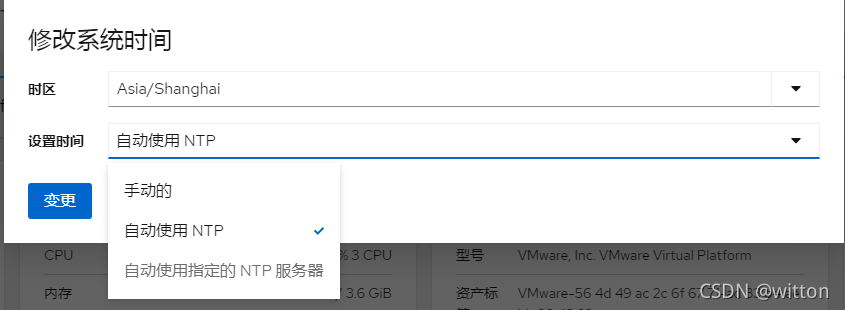 修改系统时间
时区 Asia/Shanghai
设置时间 自动使用 NTP
变更 手动的
自动使用 NTP
自动使用指定的 NTP 服务器
CPU % 3 CPU 型号 VMware, Inc. VMware Virtual Platform
内存 / 3.6 GiB 资产标 VMware-56 4d 49 ac 2c 6f 67
CSDN @witton